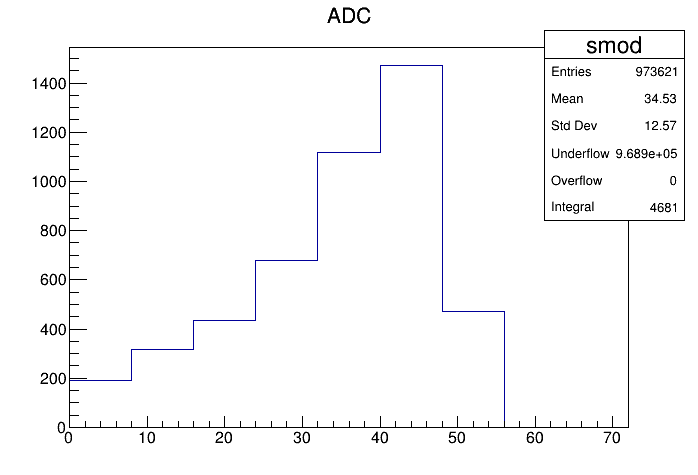 ADC
smod
Entries 973621
Mean 34.53
Std Dev 12.57
Underflow 9.689e+05
Overflow 0
Integral 4681
1400
1200
1000
800
600
400
200
0
0 10 20 30 40 50 60 70